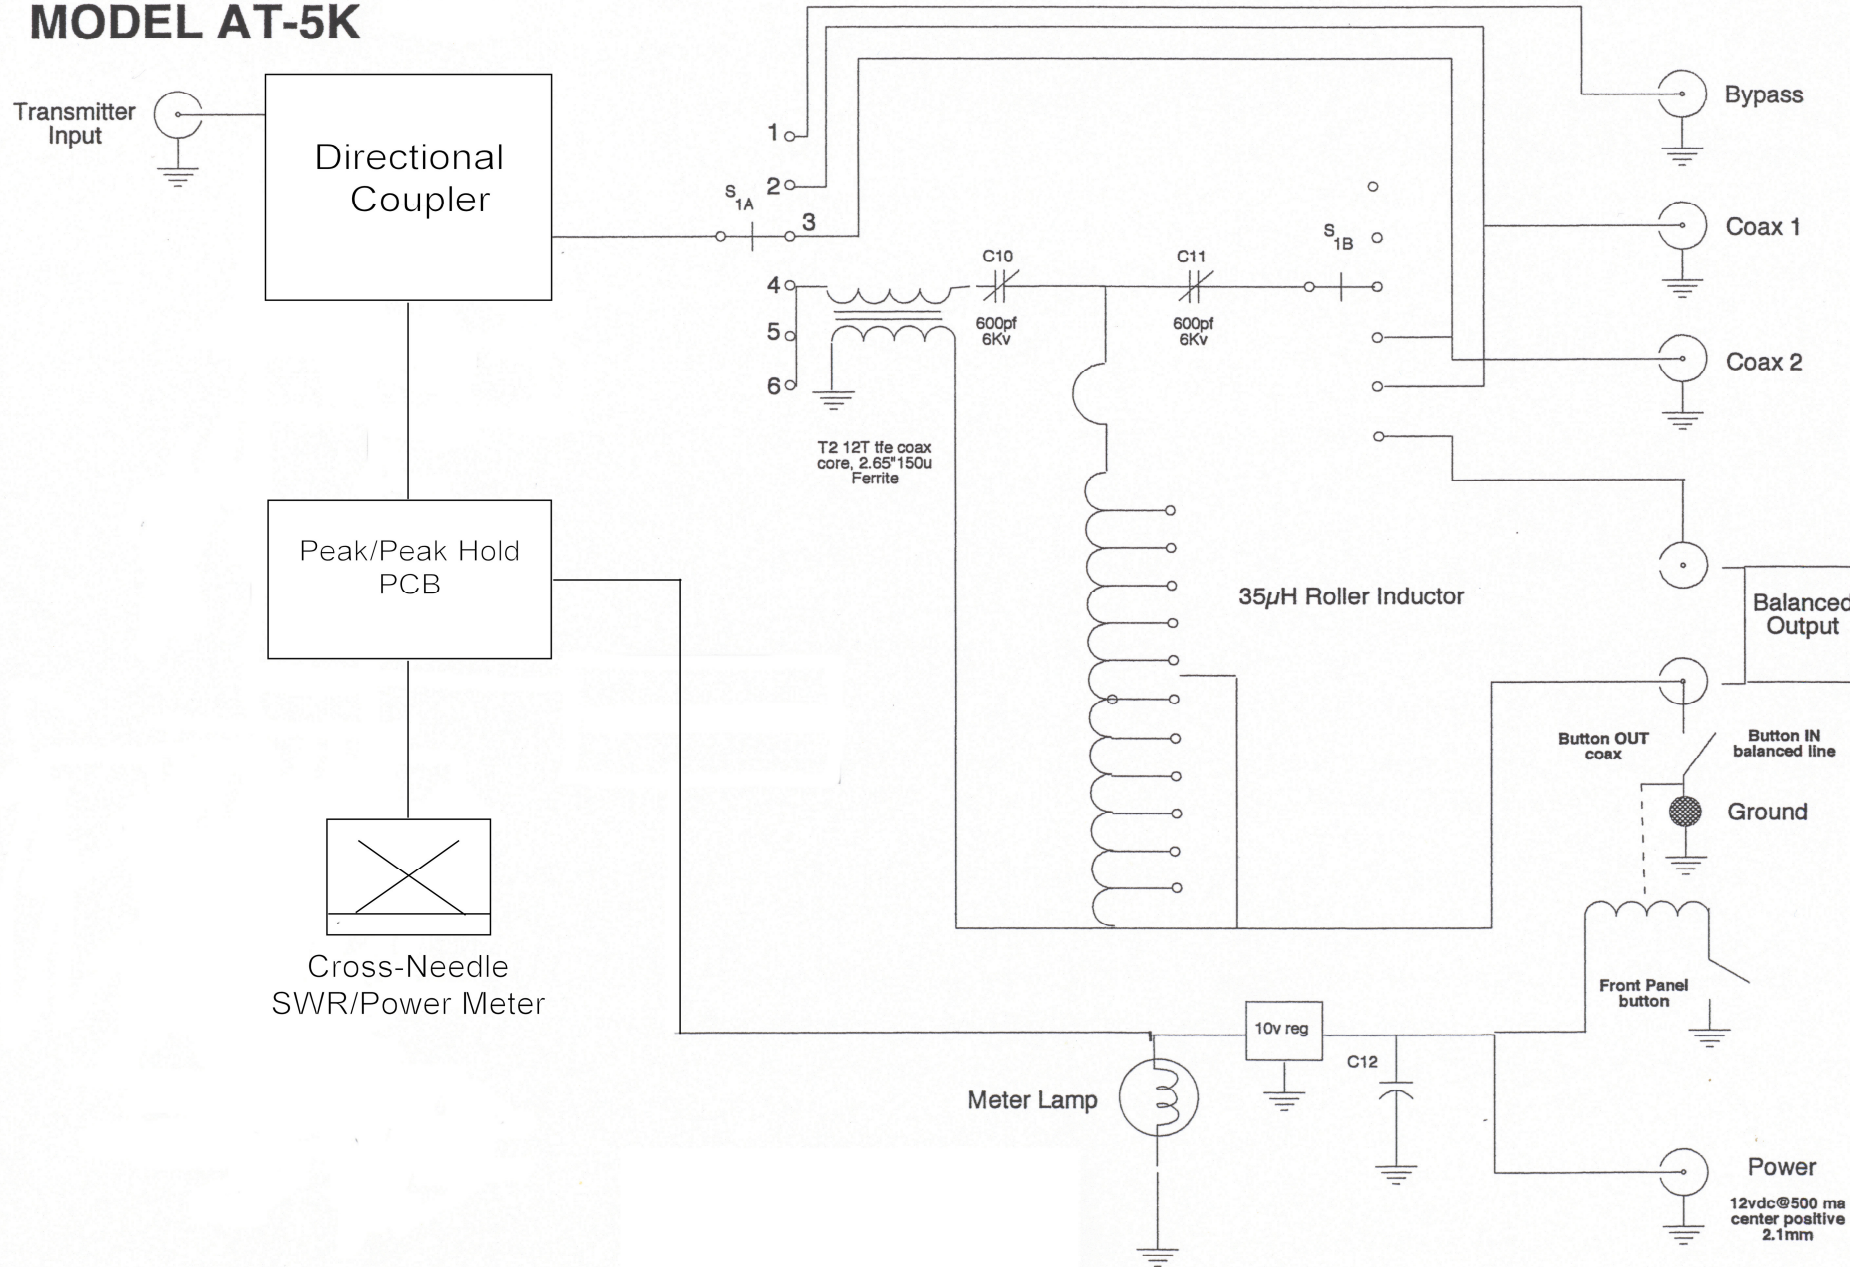 MODEL AT-5K
Transmitter
Input
Directional
Coupler
S1A
1
2
3
4
5
6
C10
600pf
6Kv
C11
600pf
6Kv
S1B
Bypass
Coax 1
Coax 2
T2 12T tfe coax
core, 2.65"150u
Ferrite
Peak/Peak Hold
PCB
35µH Roller Inductor
Balanced
Output
Button OUT
coax
Button IN
balanced line
Ground
Cross-Needle
SWR/Power Meter
Front Panel
button
10v reg
C12
Meter Lamp
Power
12vdc@500 ma
center positive
2.1mm